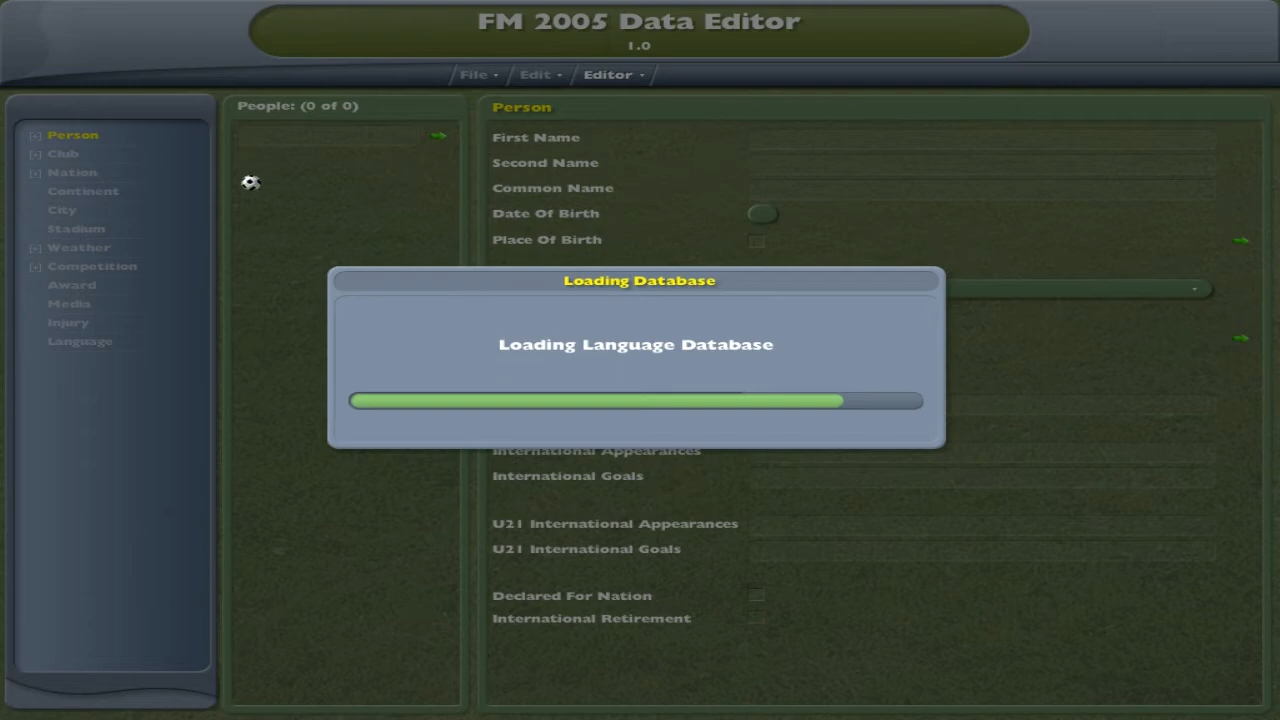 FM 2005 Data Editor
1.0
File
Edit
Editor
Person
Club
Nation
Continent
City
Stadium
Weather
Competition
Award
Media
Injury
Language
People: (0 of 0)
Person
First Name
Second Name
Common Name
Date Of Birth
Place Of Birth
Loading Database
Loading Language Database
International Appearances
International Goals
U21 International Appearances
U21 International Goals
Declared For Nation
International Retirement